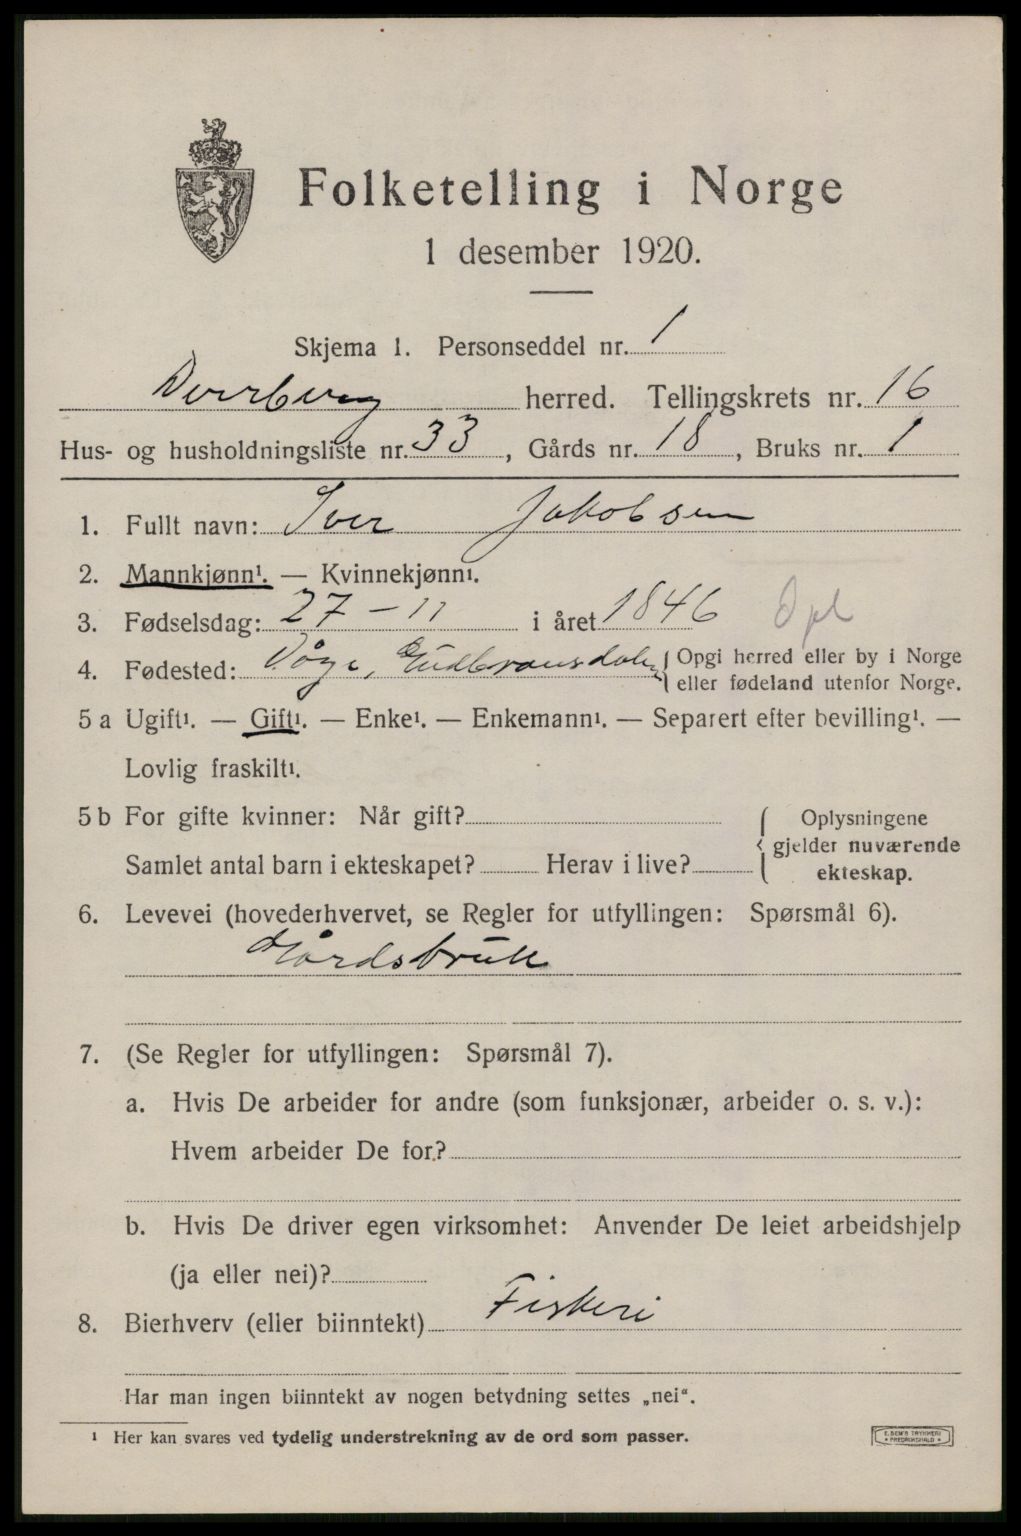 Folketelling i Norge
1 desember 1920.
Skjema 1. Personseddel nr. 1
Dverberg herred. Tellingskrets nr. 16
Hus- og husholdningsliste nr. 33, Gårds nr. 18, Bruks nr. 1
1. Fullt navn: Iver Jakobsen
2. Mannkjønn¹. — Kvinnekjønn¹.
3. Fødselsdag: 27 - 11 i året 1846 Opl
4. Fødested: Våge, Gudbransdalen { Opgi herred eller by i Norge
eller fødeland utenfor Norge.
5 a Ugift¹. — Gift¹. — Enke¹. — Enkemann¹. — Separert efter bevilling¹. —
Lovlig fraskilt¹.
5 b For gifte kvinner: Når gift? { Oplysningene
gjelder nuværende
Samlet antal barn i ekteskapet? Herav i live?
ekteskap.
6. Levevei (hovederhvervet, se Regler for utfyllingen: Spørsmål 6).
Gårdsbruk
7. (Se Regler for utfyllingen: Spørsmål 7).
a. Hvis De arbeider for andre (som funksjonær, arbeider o. s. v.):
Hvem arbeider De for?
b. Hvis De driver egen virksomhet: Anvender De leiet arbeidshjelp
(ja eller nei)?
8. Bierhverv (eller biinntekt) Fiskeri
Har man ingen biinntekt av nogen betydning settes „nei“.
¹ Her kan svares ved tydelig understrekning av de ord som passer.
E. SEM'S TRYKKERI
• FREDRIKSHALD •